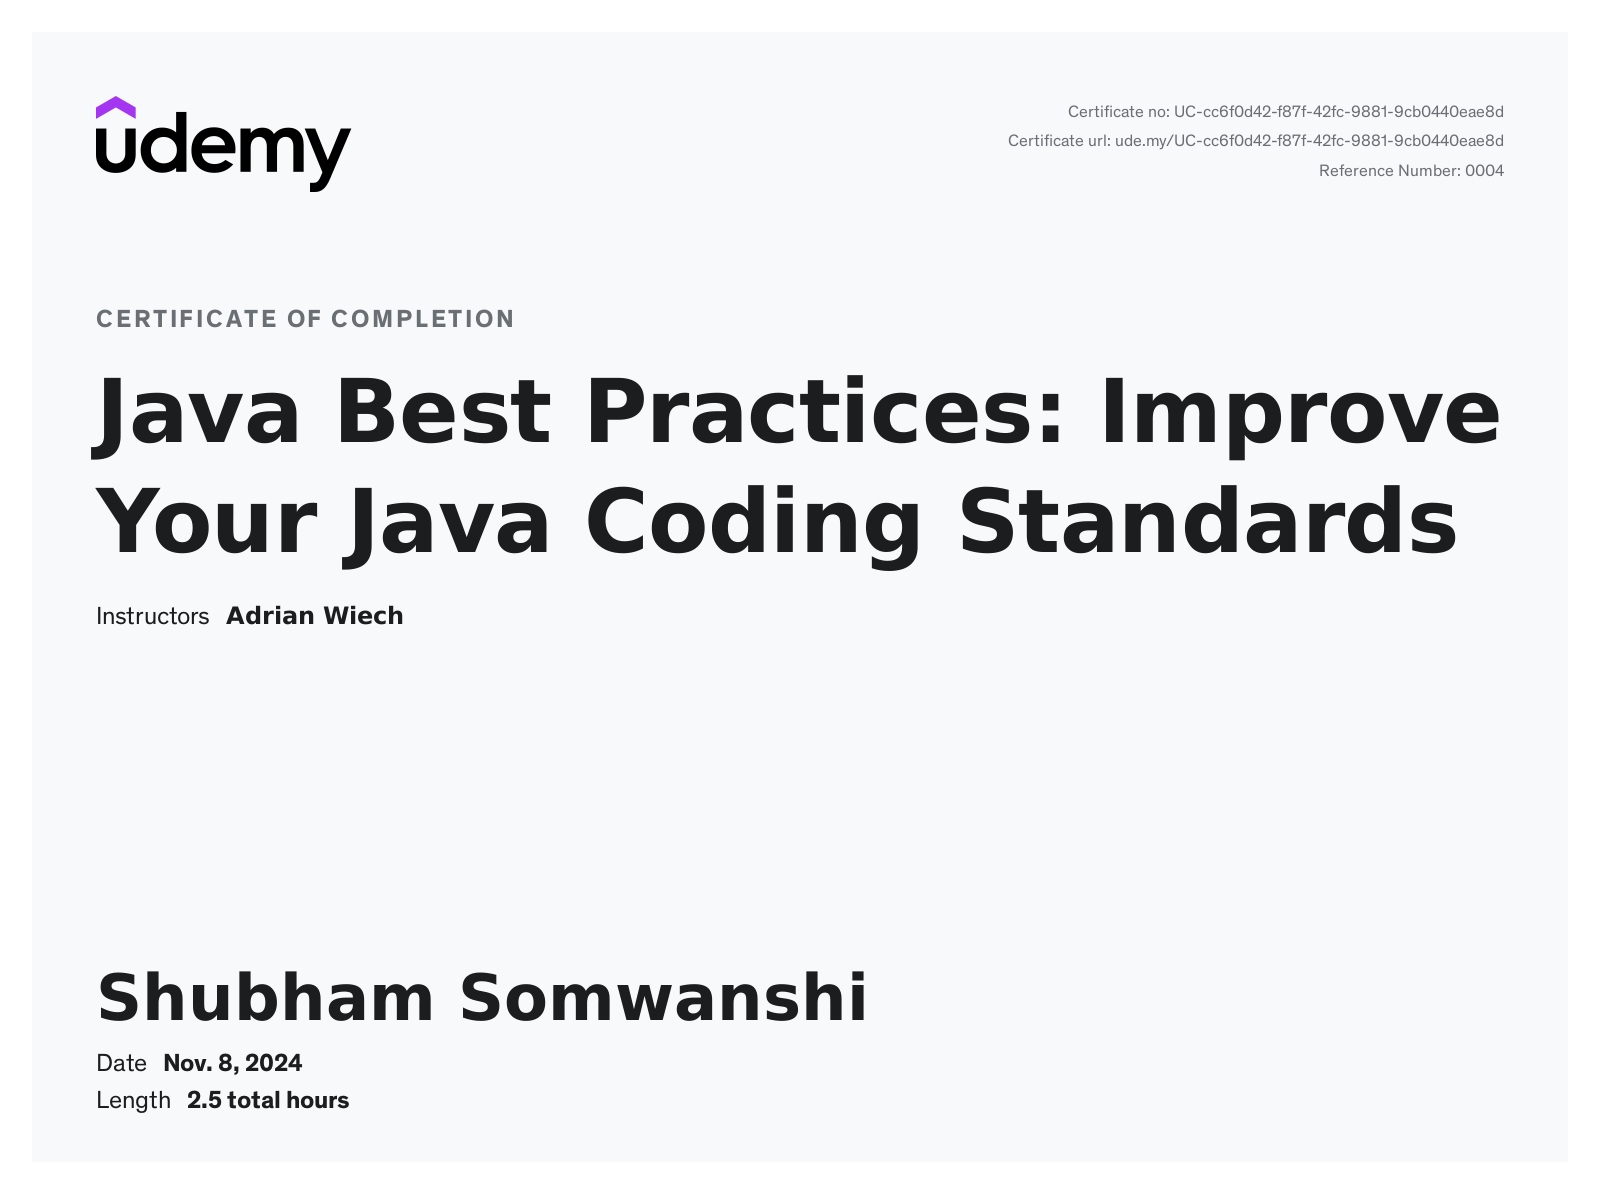 udemy
Certificate no: UC-cc6f0d42-f87f-42fc-9881-9cb0440eae8d
Certificate url: ude.my/UC-cc6f0d42-f87f-42fc-9881-9cb0440eae8d
Reference Number: 0004
CERTIFICATE OF COMPLETION
Java Best Practices: Improve
Your Java Coding Standards
Instructors Adrian Wiech
Shubham Somwanshi
Date Nov. 8, 2024
Length 2.5 total hours